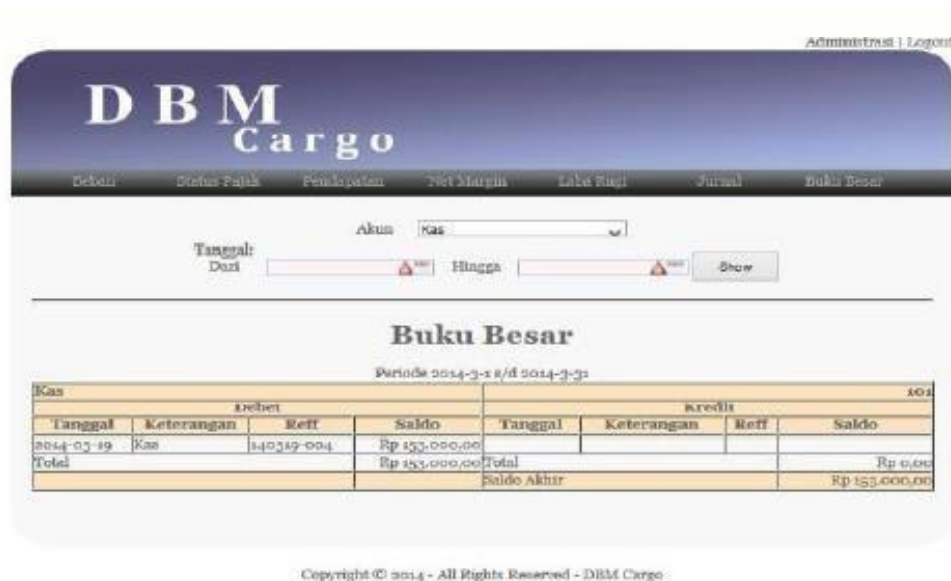 Administrasi | Logout
DBM
Cargo
Beban Status Pajak Pendapatan Net Margin Laba Rugi Jurnal Buku Besar
Akun Kas
Tanggal:
Dari Hingga Show
Buku Besar
Periode 2014-3-1 s/d 2014-3-31
Kas 101
Debet Kredit
Tanggal Keterangan Reff Saldo Tanggal Keterangan Reff Saldo
2014-03-19 Kas 140319-004 Rp 153.000,00
Total Rp 153.000,00 Total Rp 0,00
Saldo Akhir Rp 153.000,00
Copyright © 2014 - All Rights Reserved - DBM Cargo